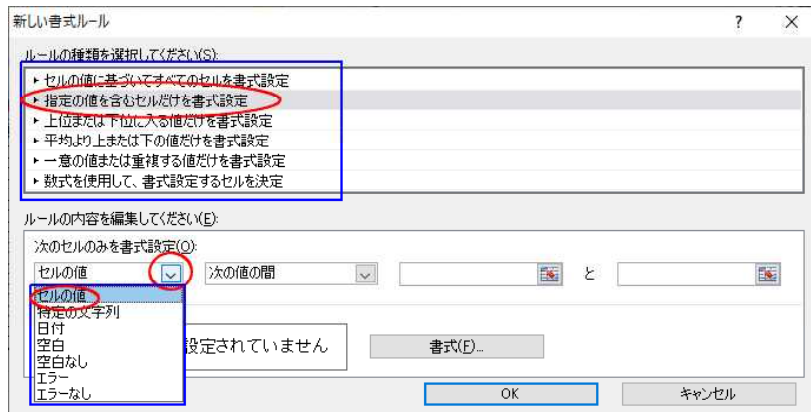 新しい書式ルール ? ×
ルールの種類を選択してください(S):
► セルの値に基づいてすべてのセルを書式設定
► 指定の値を含むセルだけを書式設定
► 上位または下位に入る値だけを書式設定
► 平均より上または下の値だけを書式設定
► 一意の値または重複する値だけを書式設定
► 数式を使用して、書式設定するセルを決定
ルールの内容を編集してください(E):
次のセルのみを書式設定(O):
セルの値 次の値の間 と
セルの値
特定の文字列
日付
空白
空白なし
エラー
エラーなし
設定されていません 書式(F)...
OK キャンセル